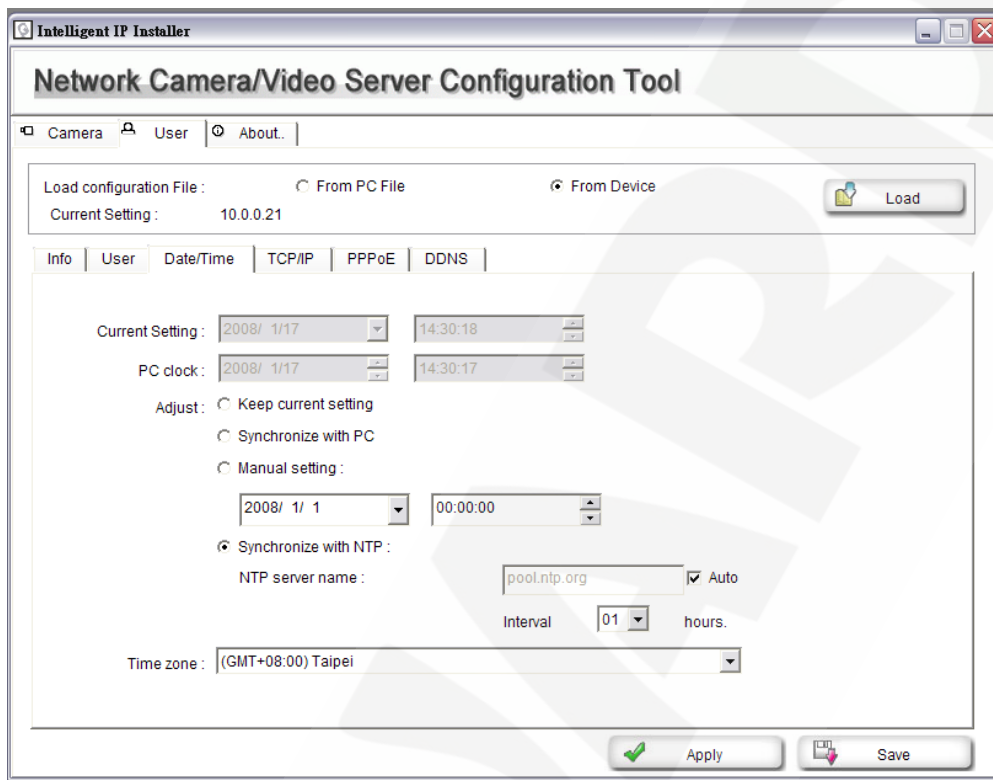 Intelligent IP Installer
Network Camera/Video Server Configuration Tool
Camera User About..
Load configuration File : From PC File From Device Load
Current Setting : 10.0.0.21
Info User Date/Time TCP/IP PPPoE DDNS
Current Setting : 2008/ 1/17 14:30:18
PC clock : 2008/ 1/17 14:30:17
Adjust : Keep current setting
Synchronize with PC
Manual setting :
2008/ 1/ 1 00:00:00
Synchronize with NTP :
NTP server name : pool.ntp.org Auto
Interval 01 hours.
Time zone : (GMT+08:00) Taipei
Apply Save